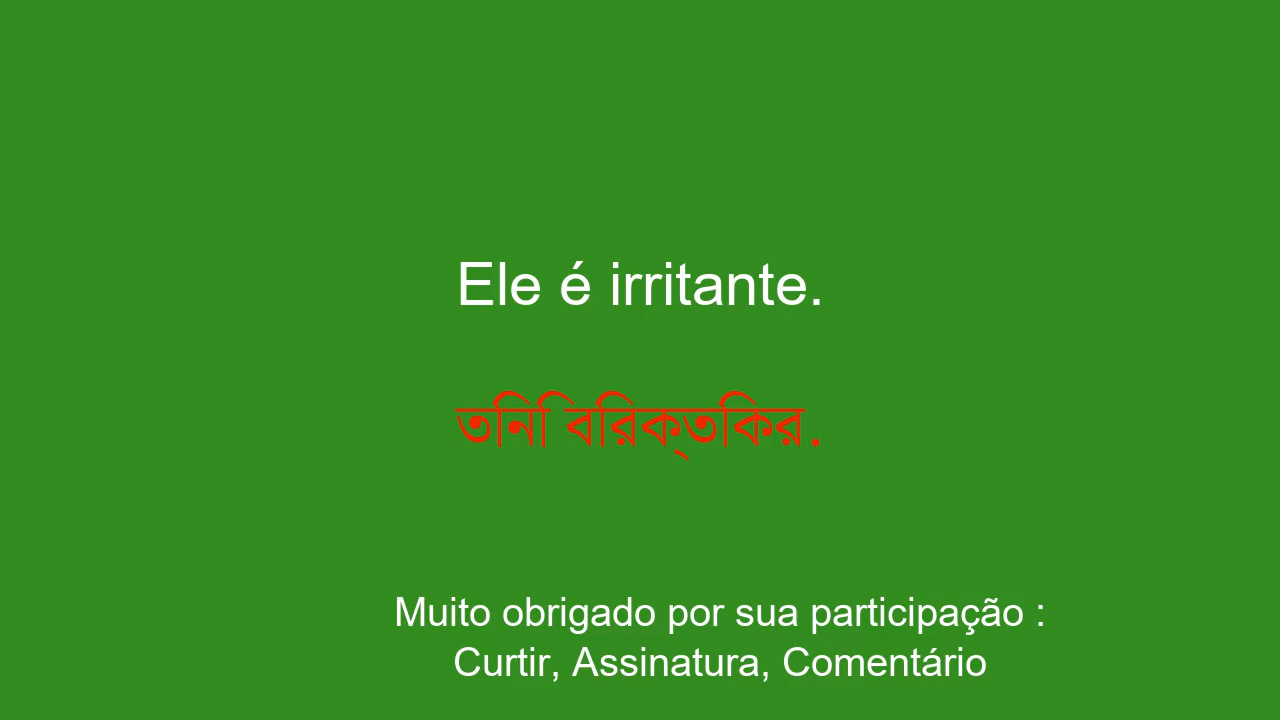 Ele é irritante.
তিনি বিরক্তিকর.
Muito obrigado por sua participação :
Curtir, Assinatura, Comentário